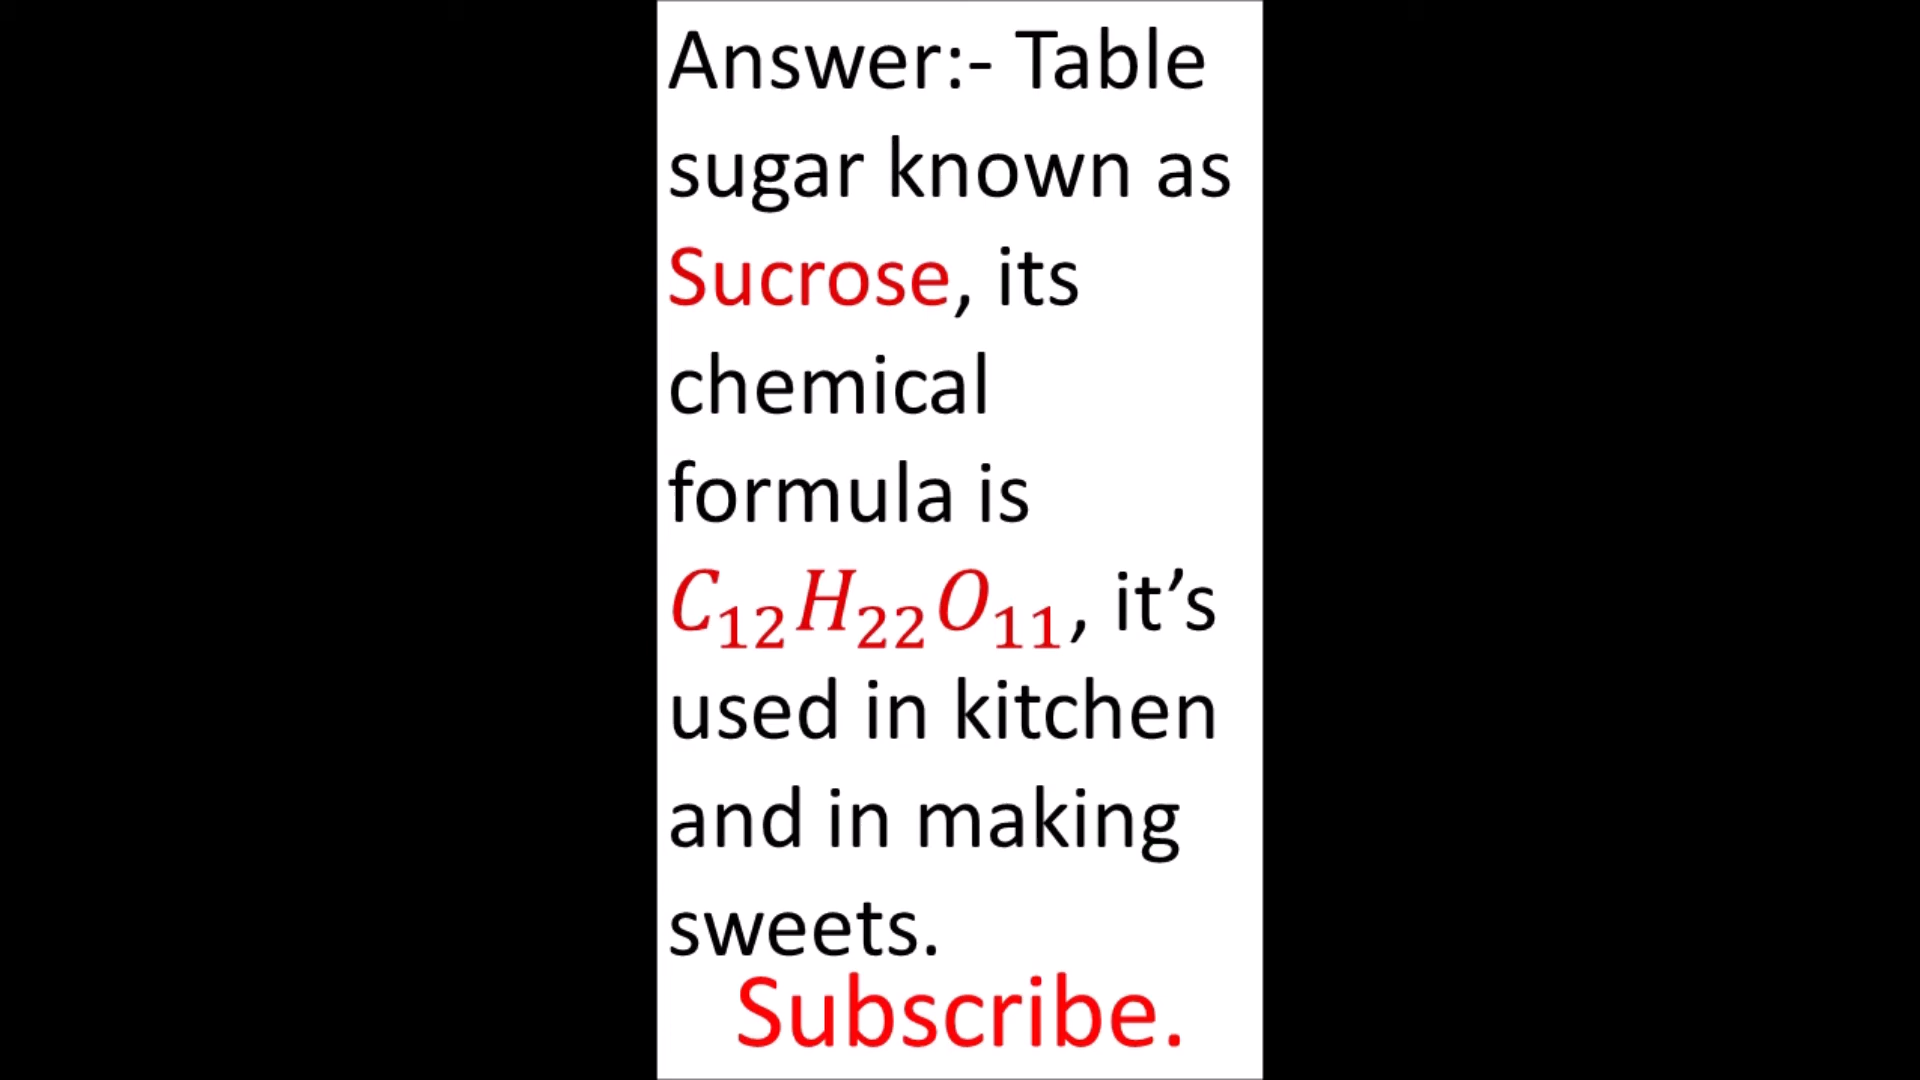 Answer:- Table
sugar known as
Sucrose, its
chemical
formula is
C₁₂H₂₂O₁₁, it’s
used in kitchen
and in making
sweets.
Subscribe.